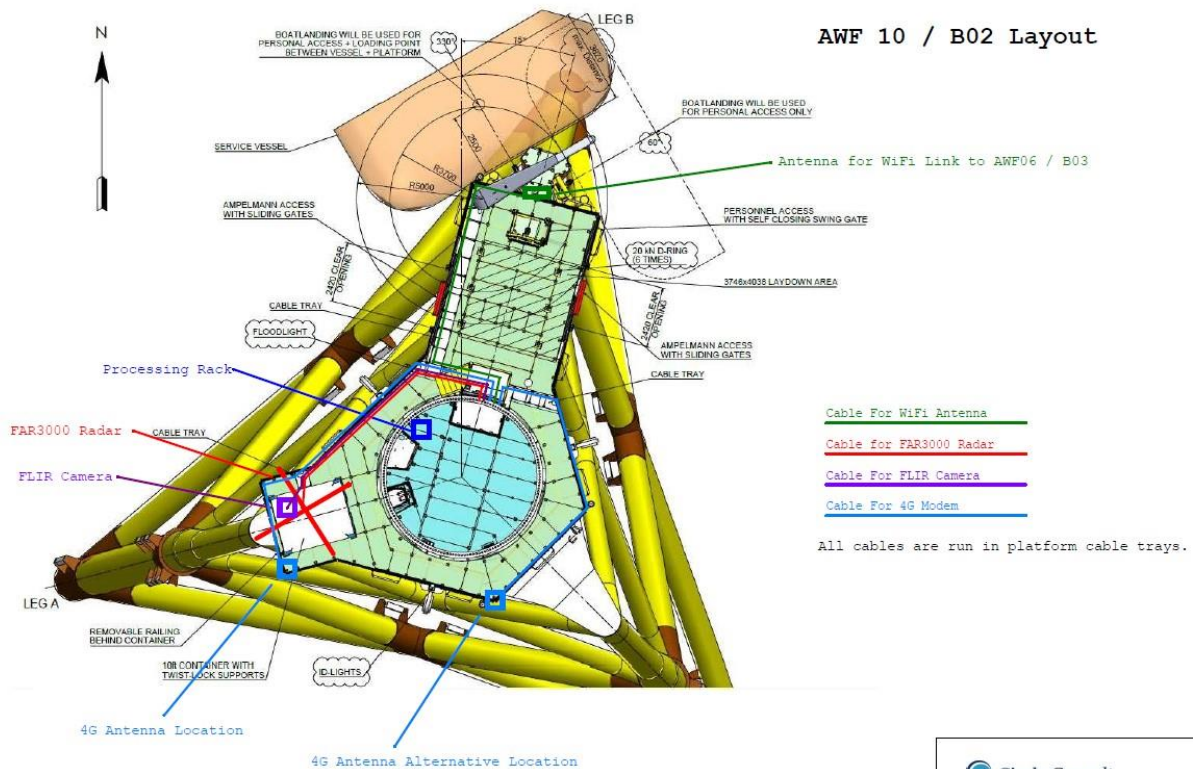 AWF 10 / B02 Layout
N
LEG B
BOATLANDING WILL BE USED FOR
PERSONAL ACCESS + LOADING POINT
BETWEEN VESSEL + PLATFORM
330°
15°
BOATLANDING WILL BE USED
FOR PERSONAL ACCESS ONLY
60°
SERVICE VESSEL
2500
R3700
R5000
Antenna for WiFi Link to AWF06 / B03
AMPELMANN ACCESS
WITH SLIDING GATES
PERSONNEL ACCESS
WITH SELF CLOSING SWING GATE
20 kN D-RING
(6 TIMES)
2420 CLEAR
OPENING
3746x4038 LAYDOWN AREA
CABLE TRAY
2420 CLEAR
OPENING
FLOODLIGHT
AMPELMANN ACCESS
WITH SLIDING GATES
Processing Rack
CABLE TRAY
FAR3000 Radar
CABLE TRAY
FLIR Camera
Cable For WiFi Antenna
Cable for FAR3000 Radar
Cable For FLIR Camera
Cable For 4G Modem
All cables are run in platform cable trays.
LEG A
REMOVABLE RAILING
BEHIND CONTAINER
10ft CONTAINER WITH
TWIST-LOCK SUPPORTS
ID-LIGHTS
4G Antenna Location
4G Antenna Alternative Location